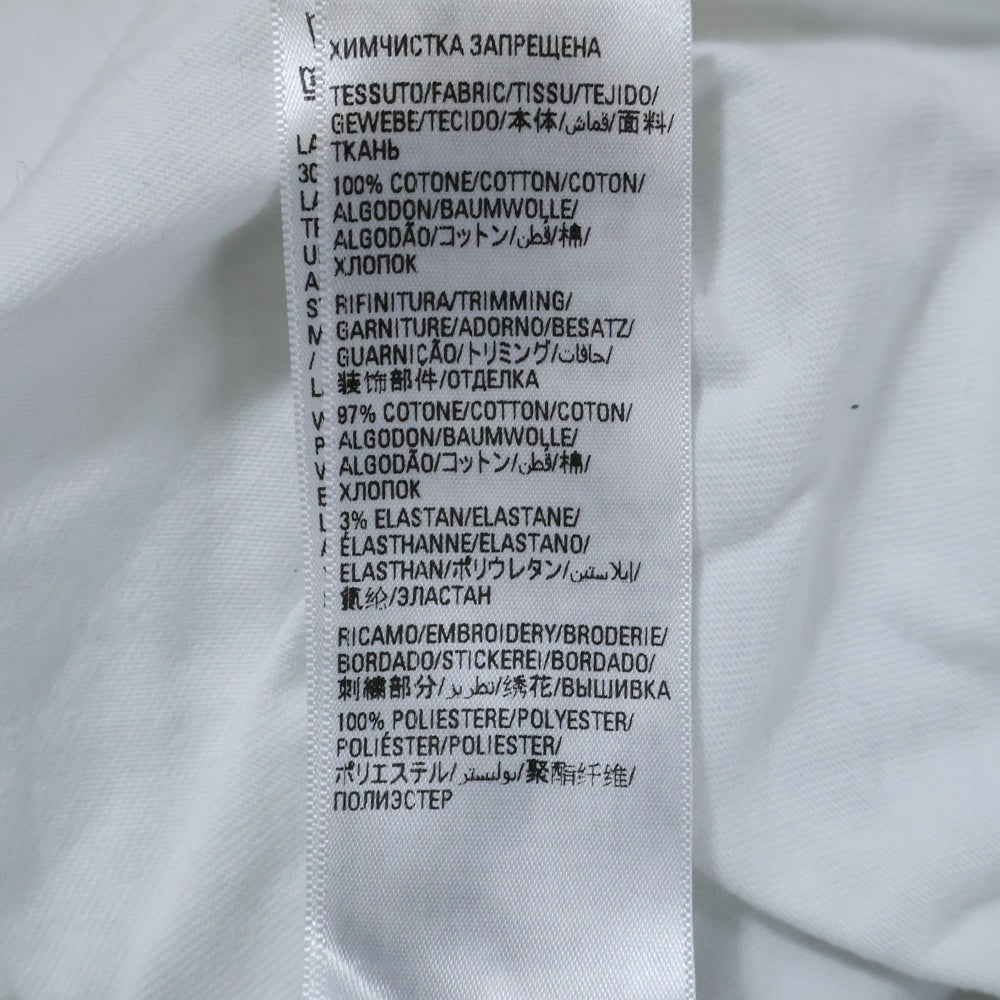 ХИМЧИСТКА ЗАПРЕЩЕНА
TESSUTO/FABRIC/TISSU/TEJIDO/
GEWEBE/TECIDO/本体/قماش/面料/
ТКАНЬ
100% COTONE/COTTON/COTON/
ALGODON/BAUMWOLLE/
ALGODÃO/コットン/قطن/棉/
ХЛОПОК
RIFINITURA/TRIMMING/
GARNITURE/ADORNO/BESATZ/
GUARNIÇÃO/トリミング/حافات/
装饰部件/ОТДЕЛКА
97% COTONE/COTTON/COTON/
ALGODON/BAUMWOLLE/
ALGODÃO/コットン/قطن/棉/
ХЛОПОК
3% ELASTAN/ELASTANE/
ÉLASTHANNE/ELASTANO/
ELASTHAN/ポリウレタン/إيلاستين/
氨纶/ЭЛАСТАН
RICAMO/EMBROIDERY/BRODERIE/
BORDADO/STICKEREI/BORDADO/
刺繍部分/تطريز/绣花/ВЫШИВКА
100% POLIESTERE/POLYESTER/
POLIÉSTER/POLIESTER/
ポリエステル/بوليستر/聚酯纤维/
ПОЛИЭСТЕР